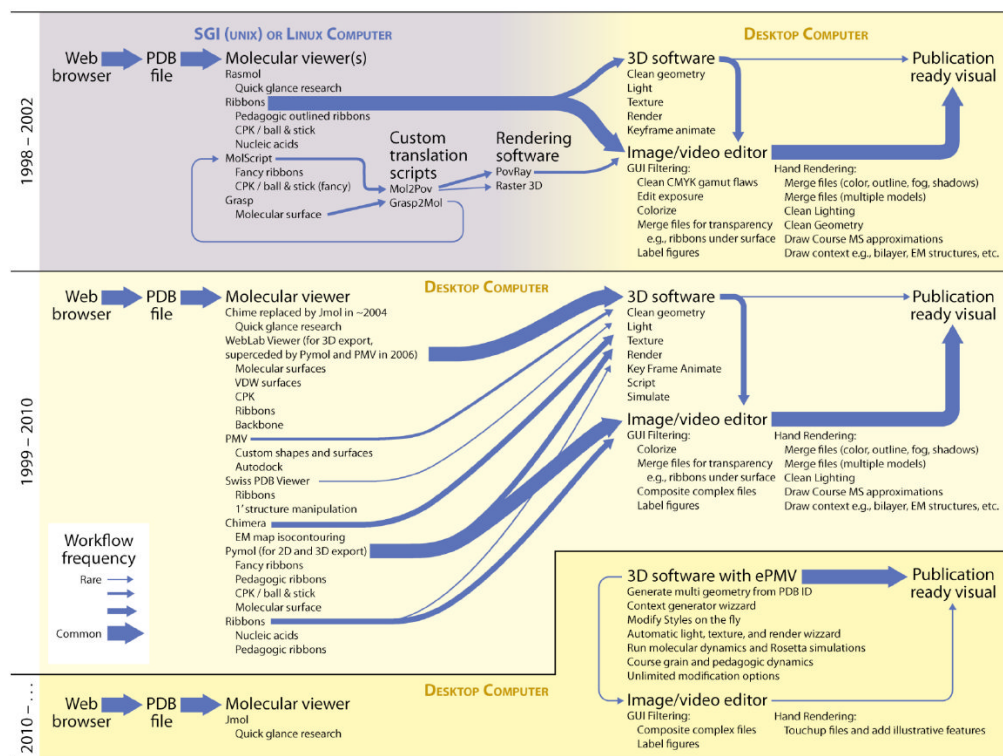 SGI (UNIX) OR LINUX COMPUTER
DESKTOP COMPUTER
1998 – 2002
Web browser
PDB file
Molecular viewer(s)
Rasmol
Quick glance research
Ribbons
Pedagogic outlined ribbons
CPK / ball & stick
Nucleic acids
MolScript
Fancy ribbons
CPK / ball & stick (fancy)
Grasp
Molecular surface
Custom translation scripts
Mol2Pov
Grasp2Mol
Rendering software
PovRay
Raster 3D
3D software
Clean geometry
Light
Texture
Render
Keyframe animate
Image/video editor
GUI Filtering:
Clean CMYK gamut flaws
Edit exposure
Colorize
Merge files for transparency
e.g., ribbons under surface
Label figures
Hand Rendering:
Merge files (color, outline, fog, shadows)
Merge files (multiple models)
Clean Lighting
Clean Geometry
Draw Course MS approximations
Draw context e.g., bilayer, EM structures, etc.
Publication ready visual
1999 – 2010
DESKTOP COMPUTER
Web browser
PDB file
Molecular viewer
Chime replaced by Jmol in ~2004
Quick glance research
WebLab Viewer (for 3D export,
superceded by Pymol and PMV in 2006)
Molecular surfaces
VDW surfaces
CPK
Ribbons
Backbone
PMV
Custom shapes and surfaces
Autodock
Swiss PDB Viewer
Ribbons
1' structure manipulation
Chimera
EM map isocontouring
Pymol (for 2D and 3D export)
Fancy ribbons
Pedagogic ribbons
CPK / ball & stick
Molecular surface
Ribbons
Nucleic acids
Pedagogic ribbons
3D software
Clean geometry
Light
Texture
Render
Key Frame Animate
Script
Simulate
Image/video editor
GUI Filtering:
Colorize
Merge files for transparency
e.g., ribbons under surface
Composite complex files
Label figures
Hand Rendering:
Merge files (color, outline, fog, shadows)
Merge files (multiple models)
Clean Lighting
Draw Course MS approximations
Draw context e.g., bilayer, EM structures, etc.
Publication ready visual
Workflow frequency
Rare
Common
2010 – ...
DESKTOP COMPUTER
Web browser
PDB file
Molecular viewer
Jmol
Quick glance research
3D software with ePMV
Generate multi geometry from PDB ID
Context generator wizzard
Modify Styles on the fly
Automatic light, texture, and render wizzard
Run molecular dynamics and Rosetta simulations
Course grain and pedagogic dynamics
Unlimited modification options
Image/video editor
GUI Filtering:
Composite complex files
Label figures
Hand Rendering:
Touchup files and add illustrative features
Publication ready visual